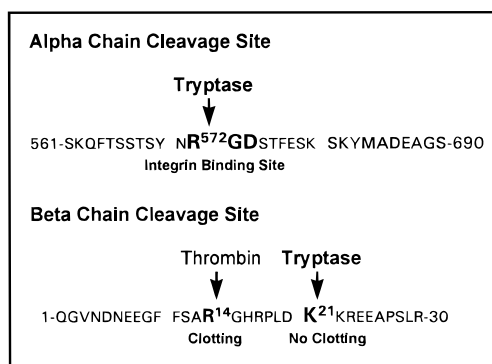 Alpha Chain Cleavage Site
Tryptase
561-SKQFTSSTSY NR⁵⁷²GDSTFESK SKYMADEAGS-690
Integrin Binding Site
Beta Chain Cleavage Site
Thrombin Tryptase
1-QGVNDNEEGF FSAR¹⁴GHRPLD K²¹KREEAPSLR-30
Clotting No Clotting